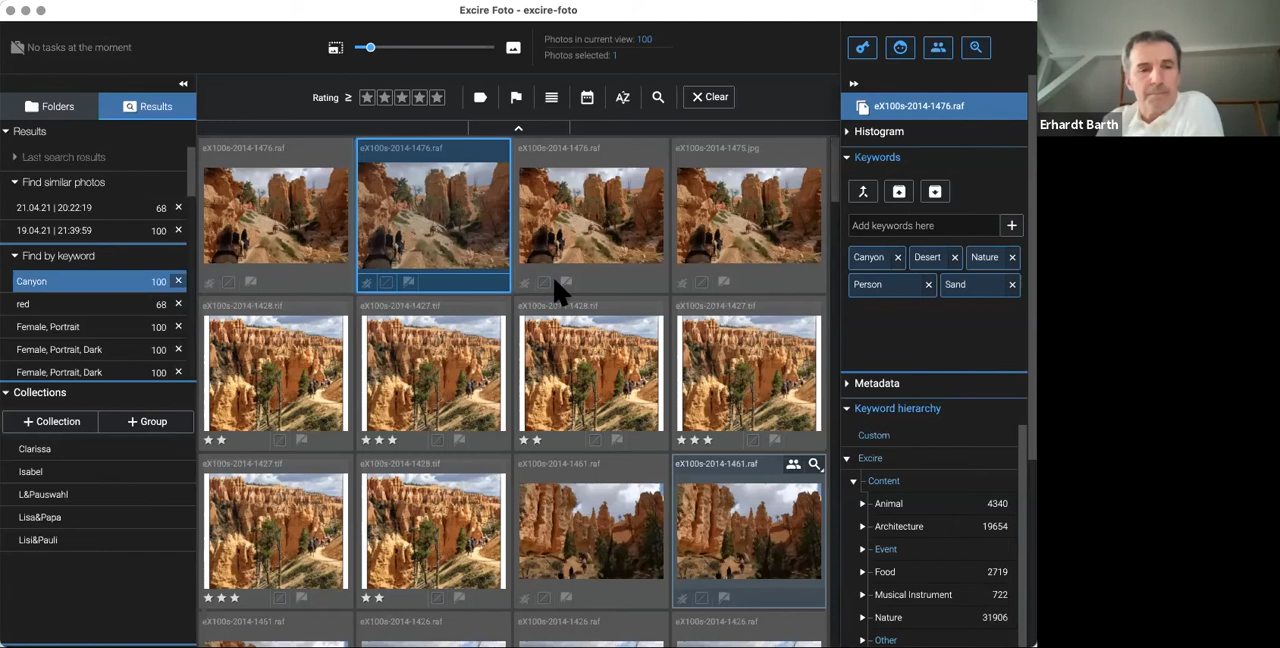 Excire Foto - excire-foto
No tasks at the moment
Photos in current view: 100
Photos selected: 1
Folders
Results
Rating ≥
Clear
Results
Last search results
Find similar photos
21.04.21 | 20:22:19 68
19.04.21 | 21:39:59 100
Find by keyword
Canyon 100
red 68
Female, Portrait 100
Female, Portrait, Dark 100
Female, Portrait, Dark 100
Collections
Collection
Group
Clarissa
Isabel
L&Pauswahl
Lisa&Papa
Lisi&Pauli
eX100s-2014-1476.raf
eX100s-2014-1476.raf
eX100s-2014-1476.raf
eX100s-2014-1475.jpg
eX100s-2014-1428.tif
eX100s-2014-1427.tif
eX100s-2014-1428.tif
eX100s-2014-1427.tif
eX100s-2014-1427.tif
eX100s-2014-1428.tif
eX100s-2014-1461.raf
eX100s-2014-1461.raf
eX100s-2014-1451.raf
eX100s-2014-1426.raf
eX100s-2014-1426.raf
eX100s-2014-1426.raf
eX100s-2014-1476.raf
Histogram
Keywords
Add keywords here
Canyon
Desert
Nature
Person
Sand
Metadata
Keyword hierarchy
Custom
Excire
Content
Animal 4340
Architecture 19654
Event
Food 2719
Musical Instrument 722
Nature 31906
Other
Erhardt Barth